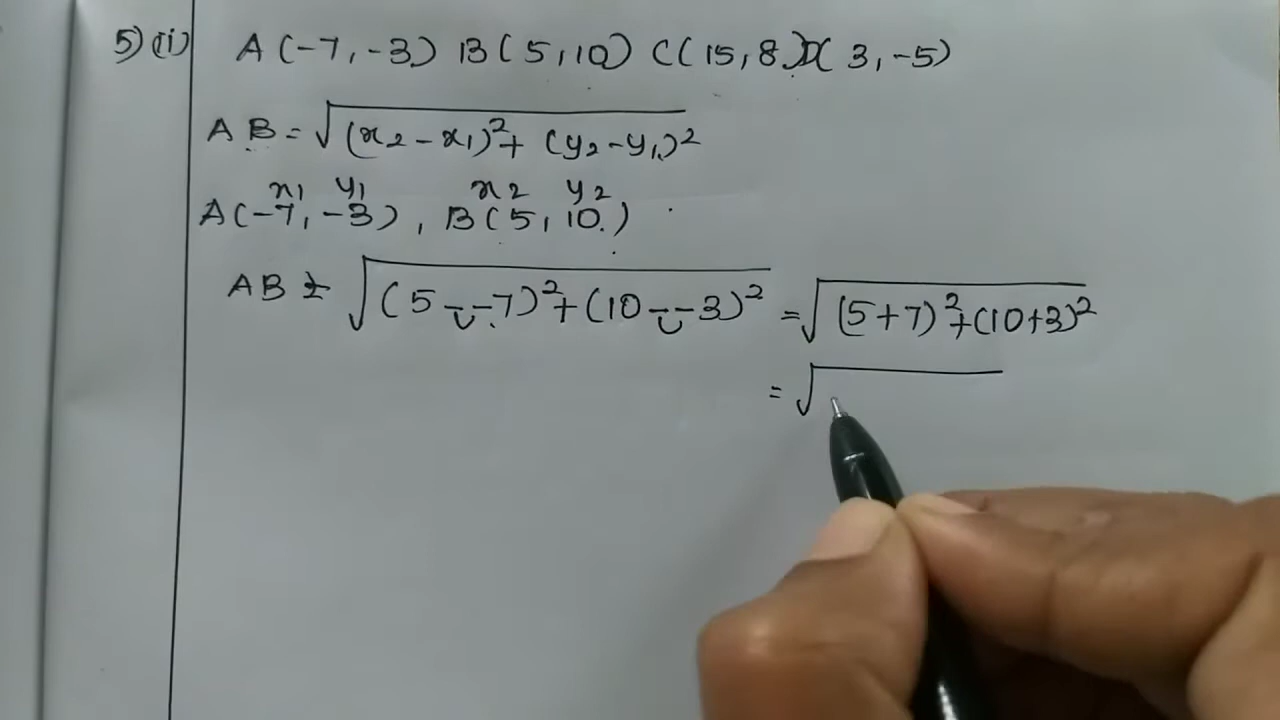 5)(ii) A(-7,-3) B(5,10) C(15,8) D(3,-5)
AB = √(x₂-x₁)²+(y₂-y₁)²
x₁ y₁ x₂ y₂
A(-7,-3), B(5,10)
AB = √(5--7)²+(10--3)² = √(5+7)²+(10+3)²
= √